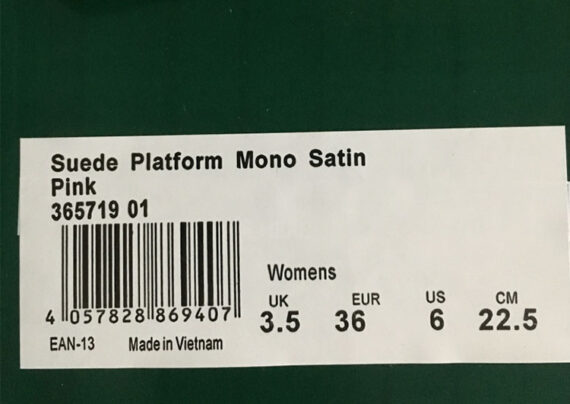 Suede Platform Mono Satin
Pink
365719 01
4 057828 869407
EAN-13 Made in Vietnam
Womens
UK EUR US CM
3.5 36 6 22.5